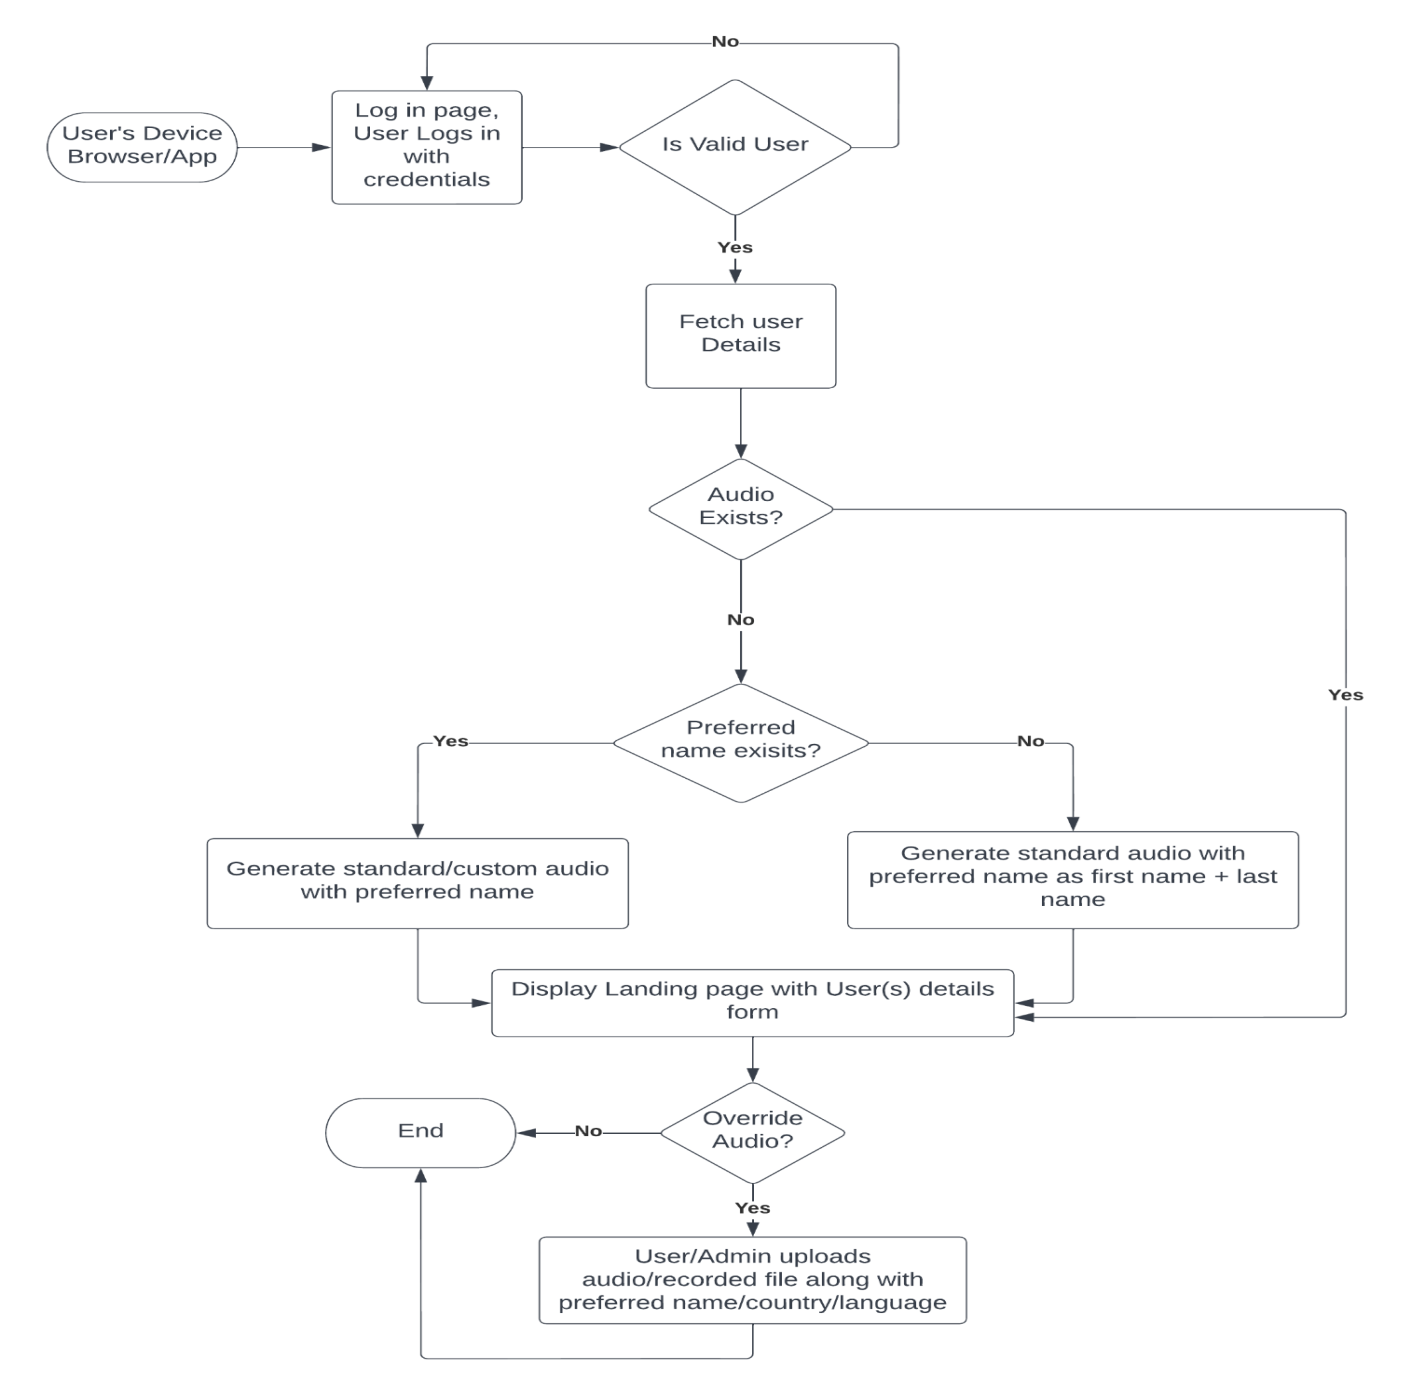 No
User's Device
Browser/App
Log in page,
User Logs in
with
credentials
Is Valid User
Yes
Fetch user
Details
Audio
Exists?
No
Yes
Preferred
name exisits?
Yes
No
Generate standard/custom audio
with preferred name
Generate standard audio with
preferred name as first name + last
name
Display Landing page with User(s) details
form
Override
Audio?
No
End
Yes
User/Admin uploads
audio/recorded file along with
preferred name/country/language